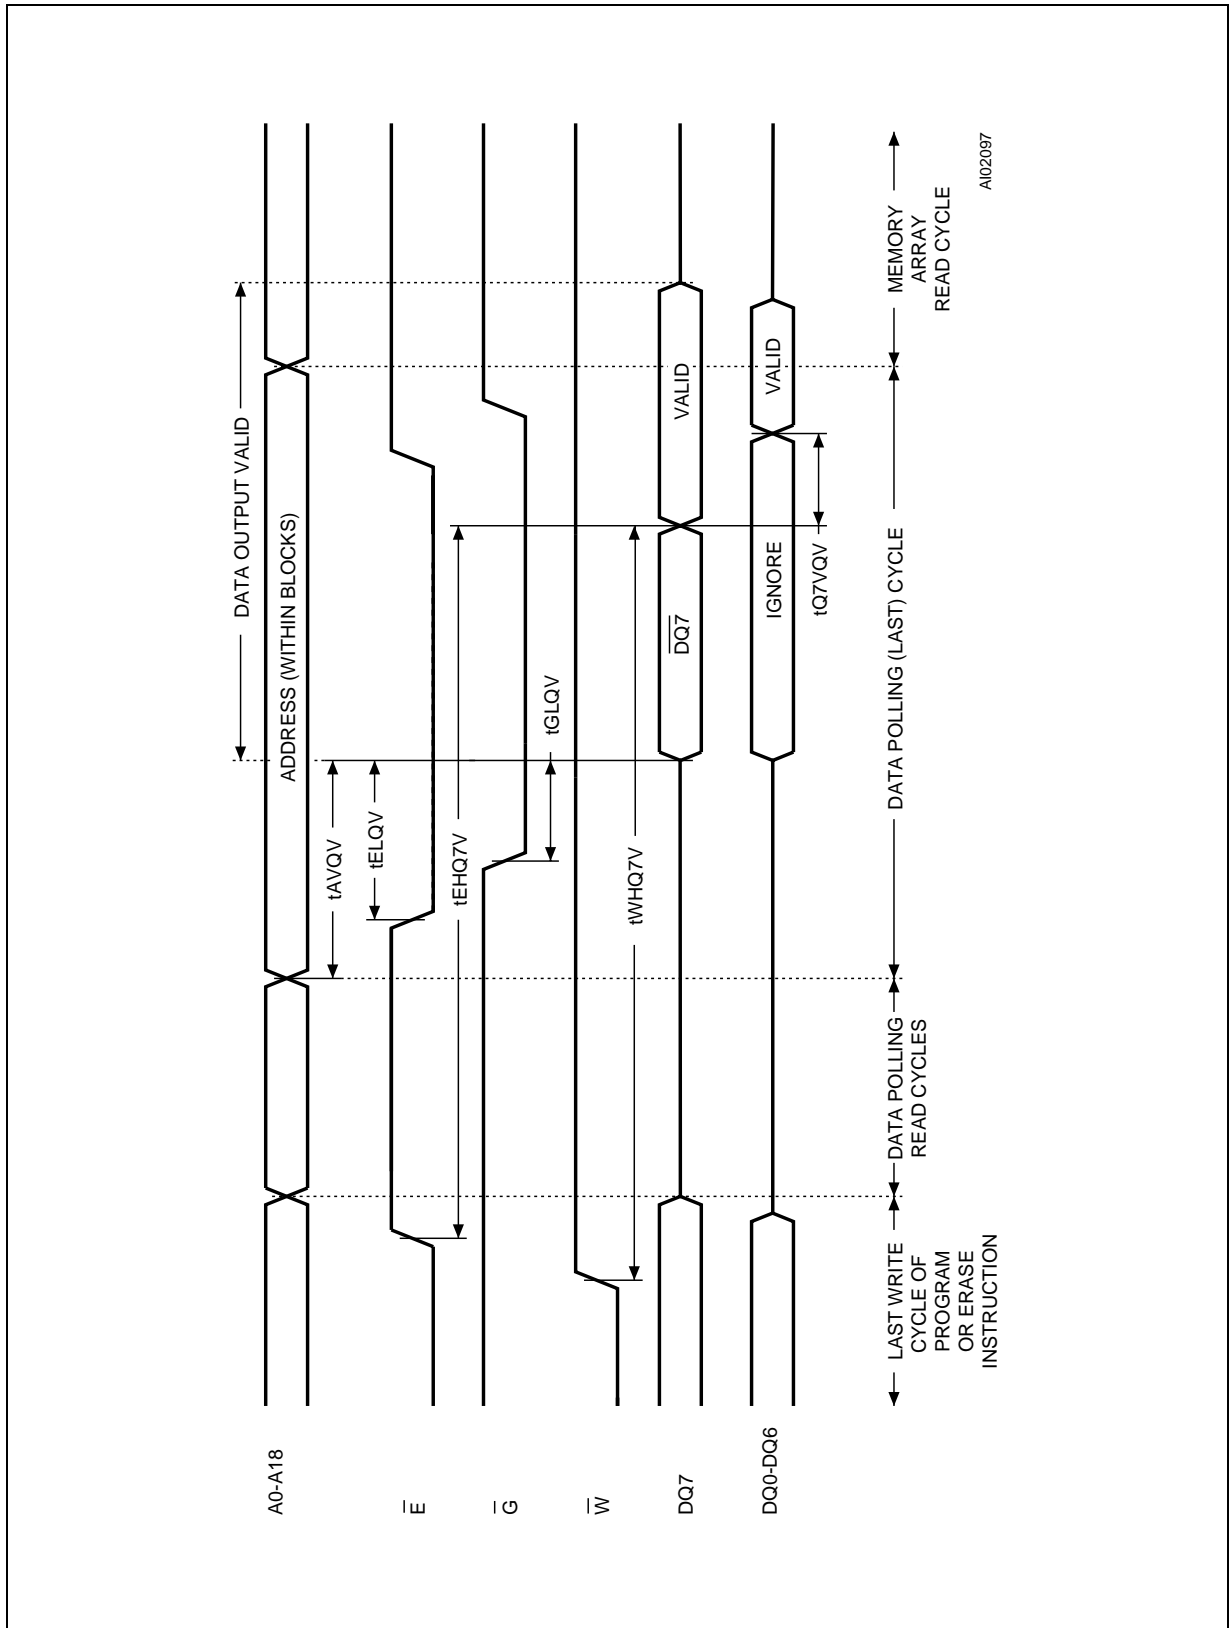 A0-A18
E
G
W
DQ7
DQ0-DQ6
DATA OUTPUT VALID
ADDRESS (WITHIN BLOCKS)
tAVQV
tELQV
tEHQ7V
tGLQV
tWHQ7V
DQ7
VALID
IGNORE
VALID
tQ7VQV
LAST WRITE
CYCLE OF
PROGRAM
OR ERASE
INSTRUCTION
DATA POLLING
READ CYCLES
DATA POLLING (LAST) CYCLE
MEMORY
ARRAY
READ CYCLE
AI02097